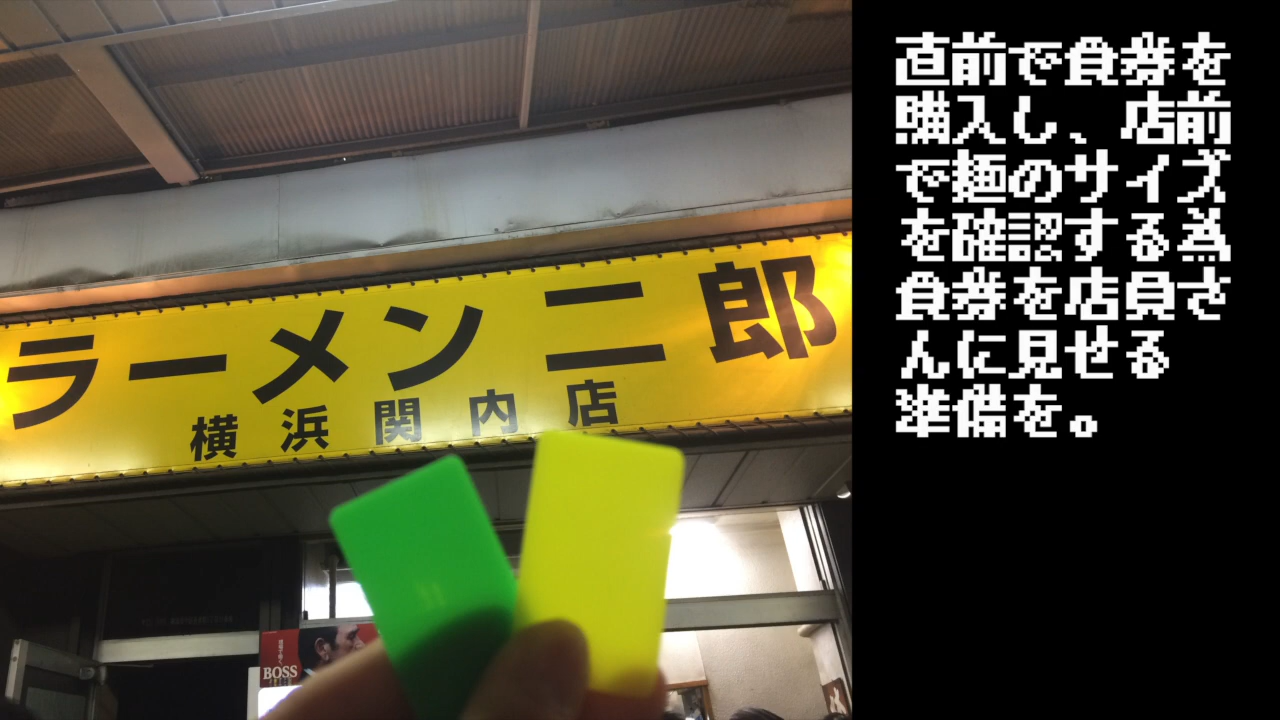 ラーメン二郎
横浜関内店
BOSS
直前で食券を
購入し、店前
で麺のサイズ
を確認する為
食券を店員さ
んに見せる
準備を。